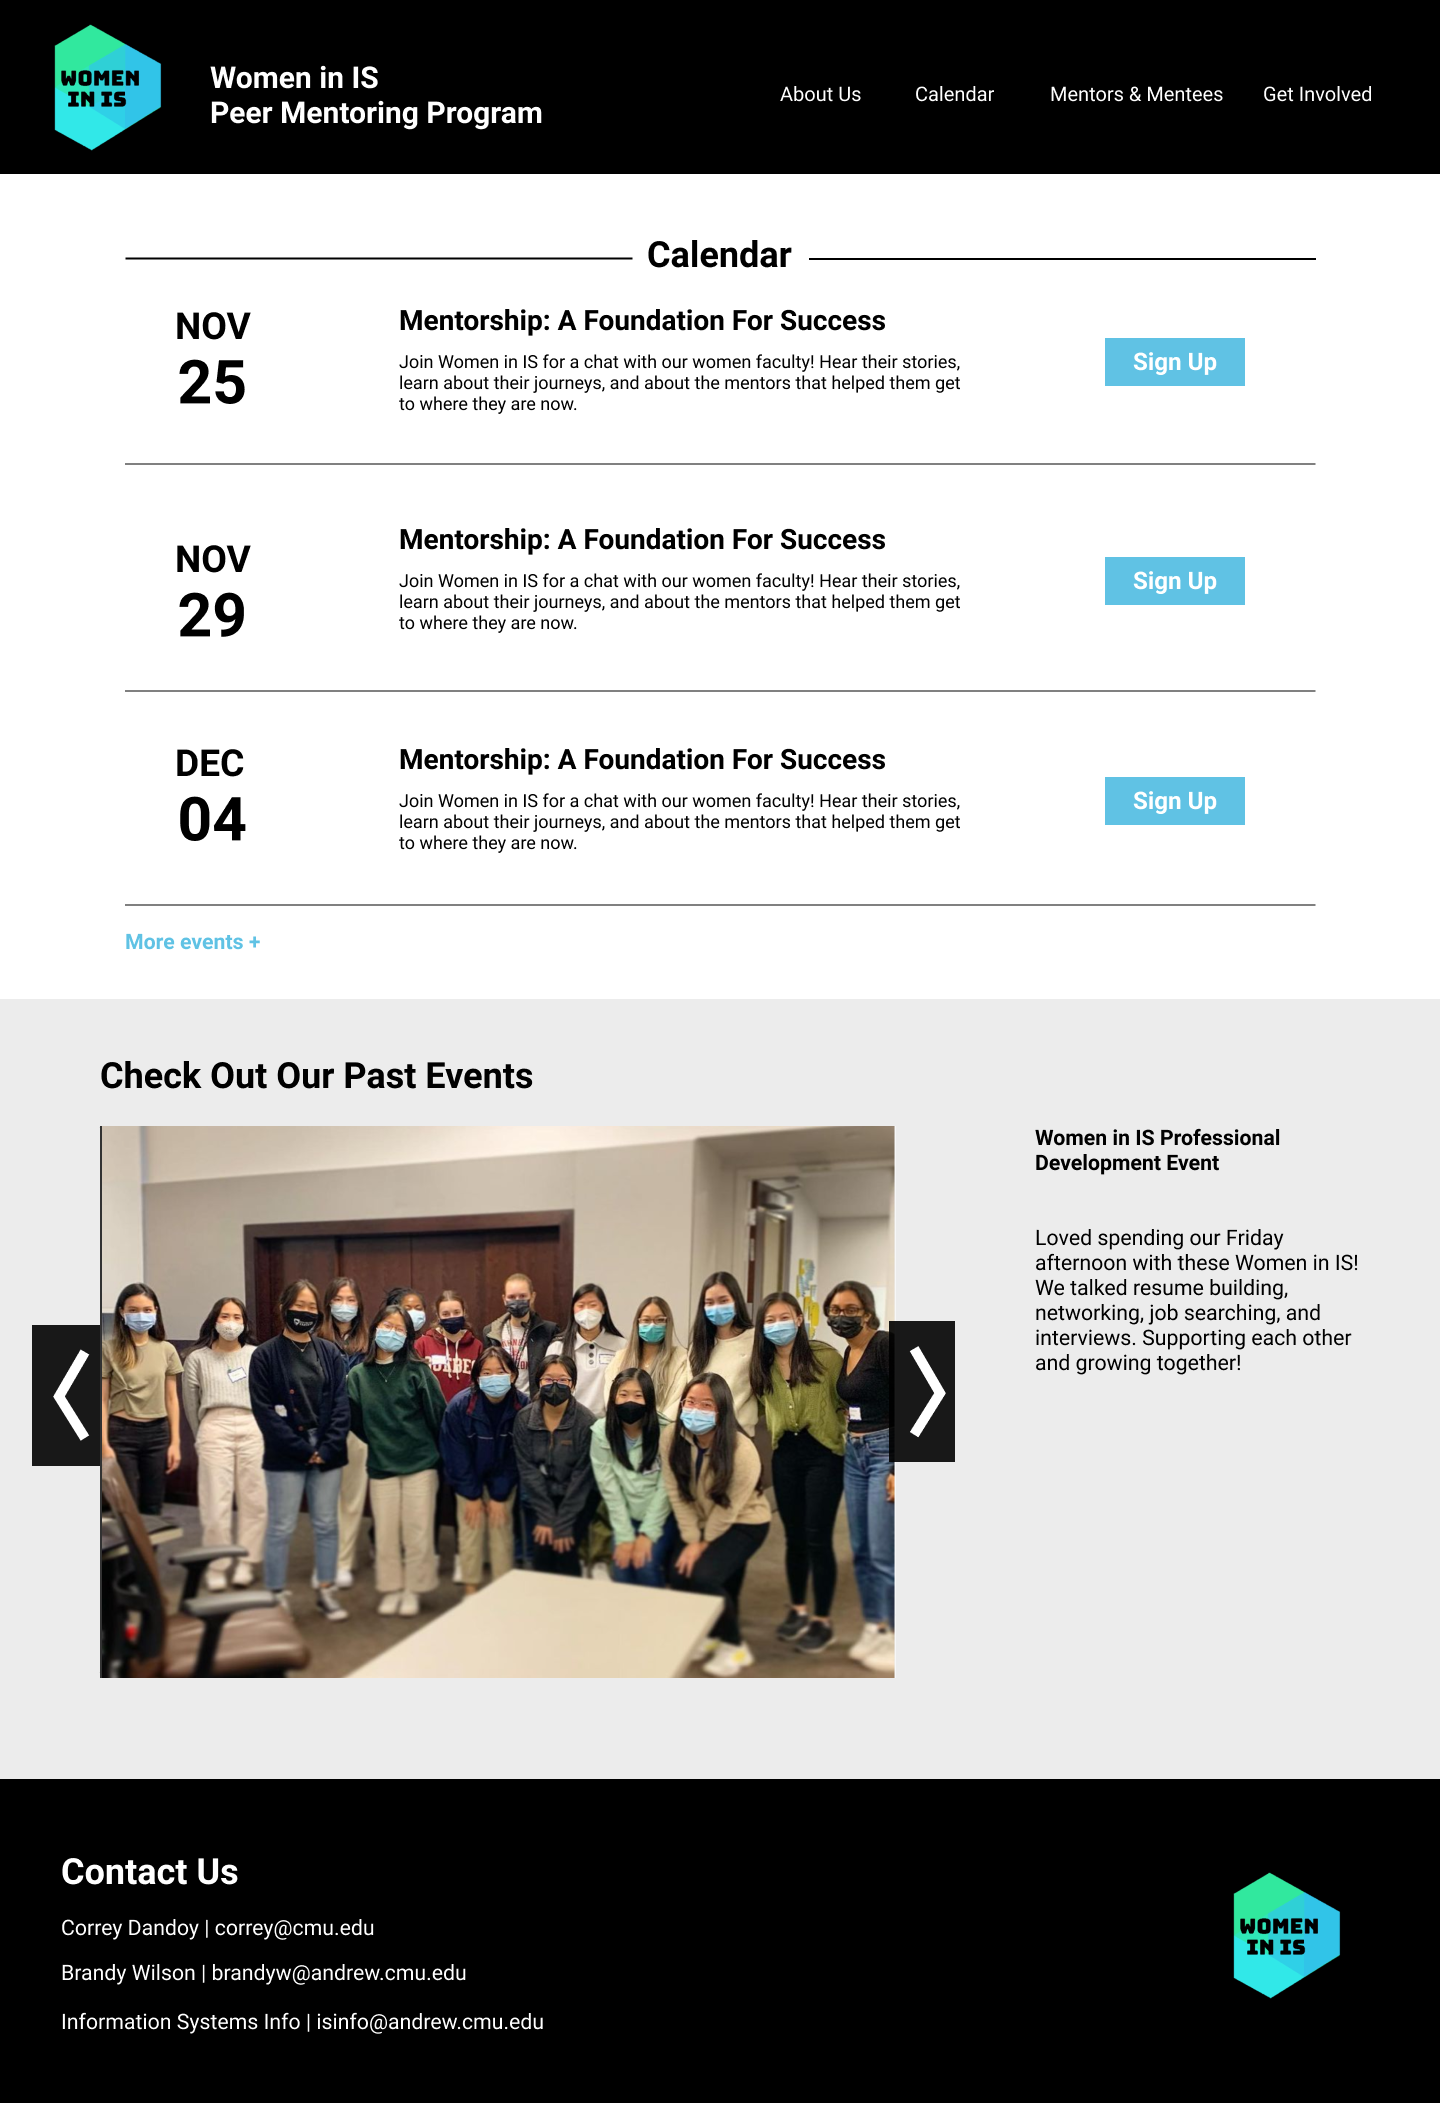 WOMEN
IN IS
Women in IS
Peer Mentoring Program
About Us
Calendar
Mentors & Mentees
Get Involved
Calendar
NOV
25
Mentorship: A Foundation For Success
Join Women in IS for a chat with our women faculty! Hear their stories,
learn about their journeys, and about the mentors that helped them get
to where they are now.
Sign Up
NOV
29
Mentorship: A Foundation For Success
Join Women in IS for a chat with our women faculty! Hear their stories,
learn about their journeys, and about the mentors that helped them get
to where they are now.
Sign Up
DEC
04
Mentorship: A Foundation For Success
Join Women in IS for a chat with our women faculty! Hear their stories,
learn about their journeys, and about the mentors that helped them get
to where they are now.
Sign Up
More events +
Check Out Our Past Events
Women in IS Professional
Development Event
Loved spending our Friday
afternoon with these Women in IS!
We talked resume building,
networking, job searching, and
interviews. Supporting each other
and growing together!
Contact Us
Correy Dandoy | correy@cmu.edu
Brandy Wilson | brandyw@andrew.cmu.edu
Information Systems Info | isinfo@andrew.cmu.edu
WOMEN
IN IS